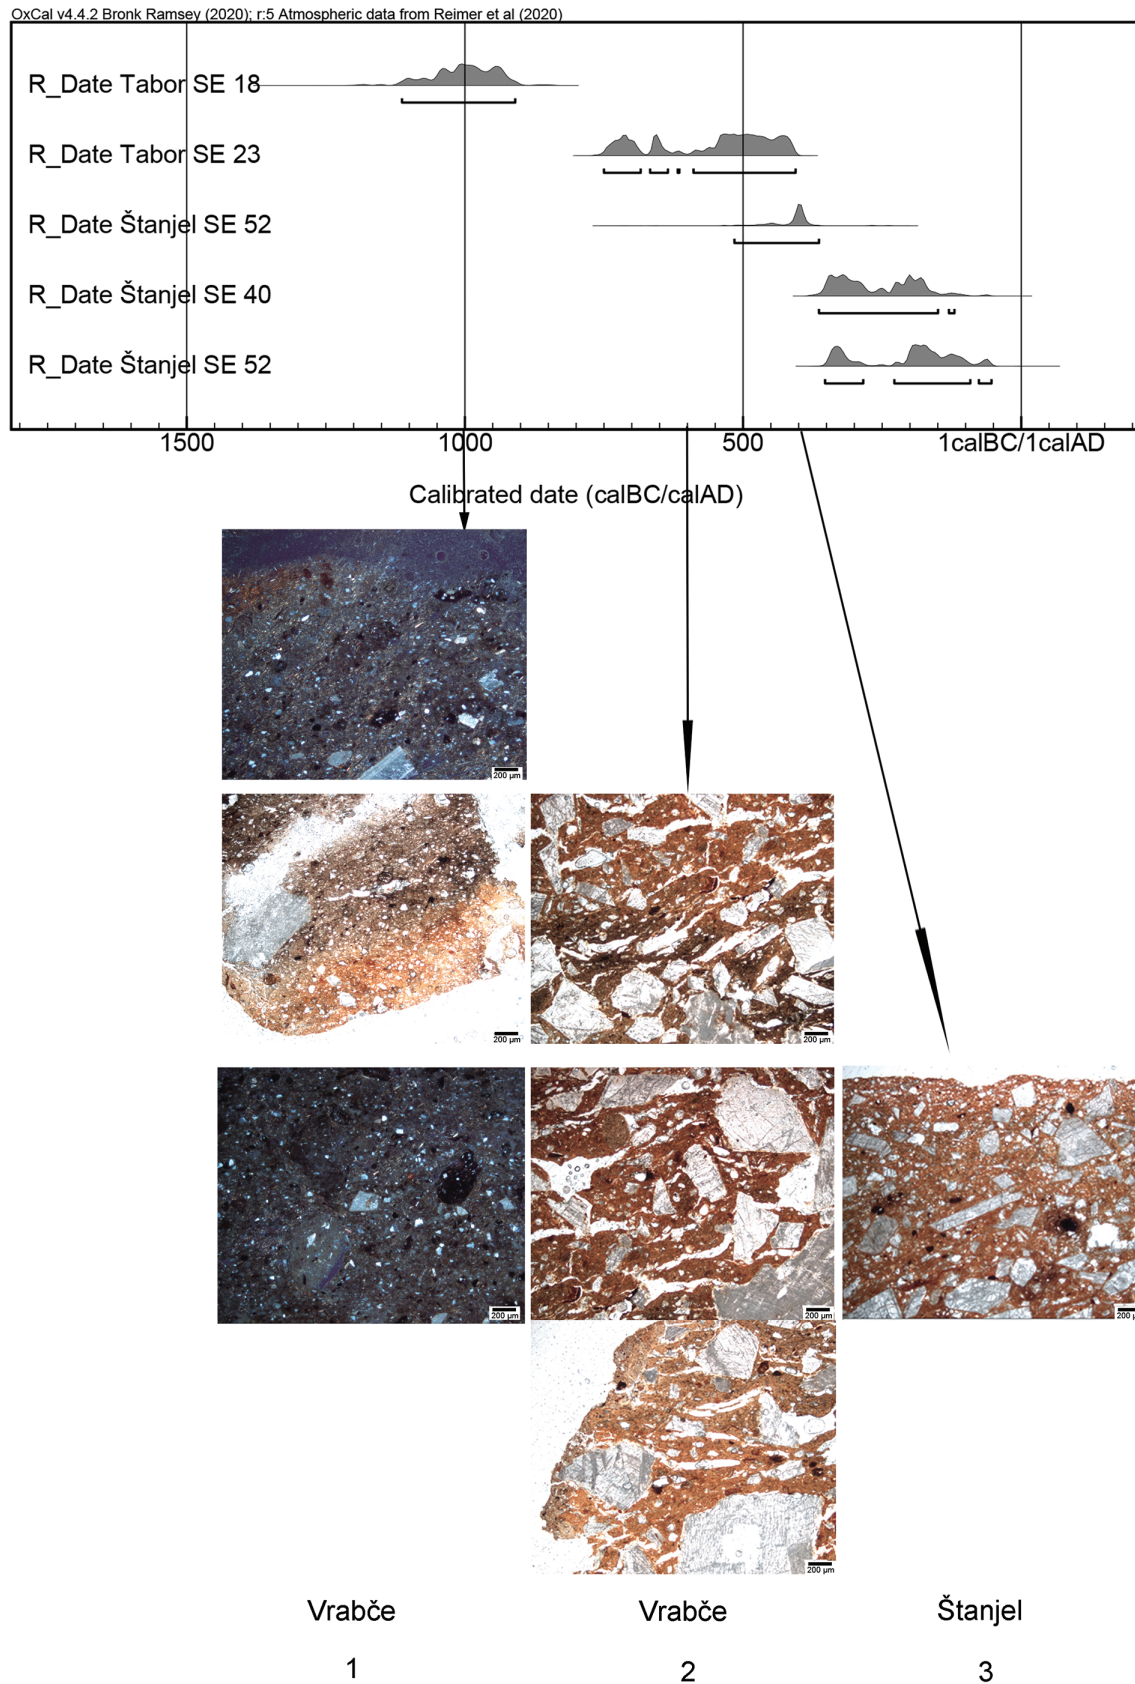 OxCal v4.4.2 Bronk Ramsey (2020); r:5 Atmospheric data from Reimer et al (2020)
R_Date Tabor SE 18
R_Date Tabor SE 23
R_Date Štanjel SE 52
R_Date Štanjel SE 40
R_Date Štanjel SE 52
1500 1000 500 1calBC/1calAD
Calibrated date (calBC/calAD)
200 µm
200 µm 200 µm
200 µm 200 µm 200 µ
200 µm
Vrabče Vrabče Štanjel
1 2 3